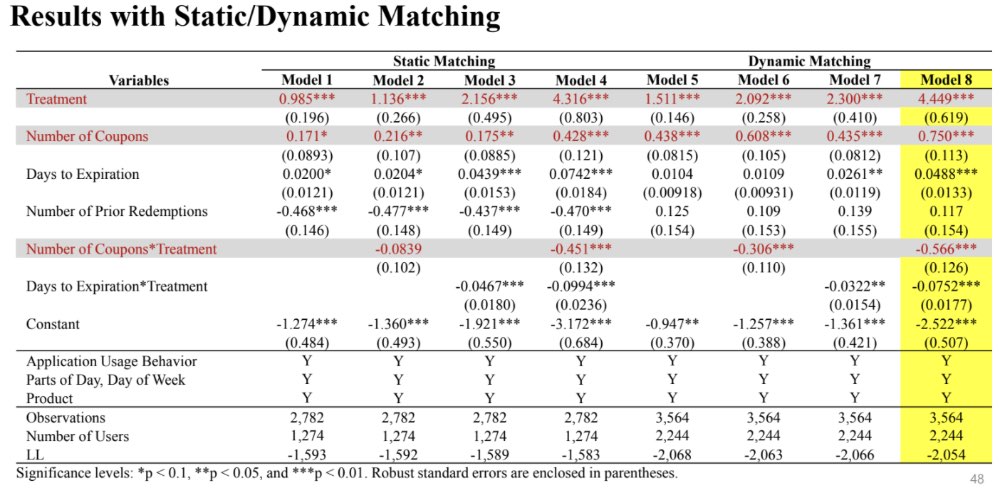 Results with Static/Dynamic Matching
Static Matching Dynamic Matching
Variables Model 1 Model 2 Model 3 Model 4 Model 5 Model 6 Model 7 Model 8
Treatment 0.985*** 1.136*** 2.156*** 4.316*** 1.511*** 2.092*** 2.300*** 4.449***
(0.196) (0.266) (0.495) (0.803) (0.146) (0.258) (0.410) (0.619)
Number of Coupons 0.171* 0.216** 0.175** 0.428*** 0.438*** 0.608*** 0.435*** 0.750***
(0.0893) (0.107) (0.0885) (0.121) (0.0815) (0.105) (0.0812) (0.113)
Days to Expiration 0.0200* 0.0204* 0.0439*** 0.0742*** 0.0104 0.0109 0.0261** 0.0488***
(0.0121) (0.0121) (0.0153) (0.0184) (0.00918) (0.00931) (0.0119) (0.0133)
Number of Prior Redemptions -0.468*** -0.477*** -0.437*** -0.470*** 0.125 0.109 0.139 0.117
(0.146) (0.148) (0.149) (0.149) (0.154) (0.153) (0.155) (0.154)
Number of Coupons*Treatment -0.0839 -0.451*** -0.306*** -0.566***
(0.102) (0.132) (0.110) (0.126)
Days to Expiration*Treatment -0.0467*** -0.0994*** -0.0322** -0.0752***
(0.0180) (0.0236) (0.0154) (0.0177)
Constant -1.274*** -1.360*** -1.921*** -3.172*** -0.947** -1.257*** -1.361*** -2.522***
(0.484) (0.493) (0.550) (0.684) (0.370) (0.388) (0.421) (0.507)
Application Usage Behavior Y Y Y Y Y Y Y Y
Parts of Day, Day of Week Y Y Y Y Y Y Y Y
Product Y Y Y Y Y Y Y Y
Observations 2,782 2,782 2,782 2,782 3,564 3,564 3,564 3,564
Number of Users 1,274 1,274 1,274 1,274 2,244 2,244 2,244 2,244
LL -1,593 -1,592 -1,589 -1,583 -2,068 -2,063 -2,066 -2,054
Significance levels: *p < 0.1, **p < 0.05, and ***p < 0.01. Robust standard errors are enclosed in parentheses.
48